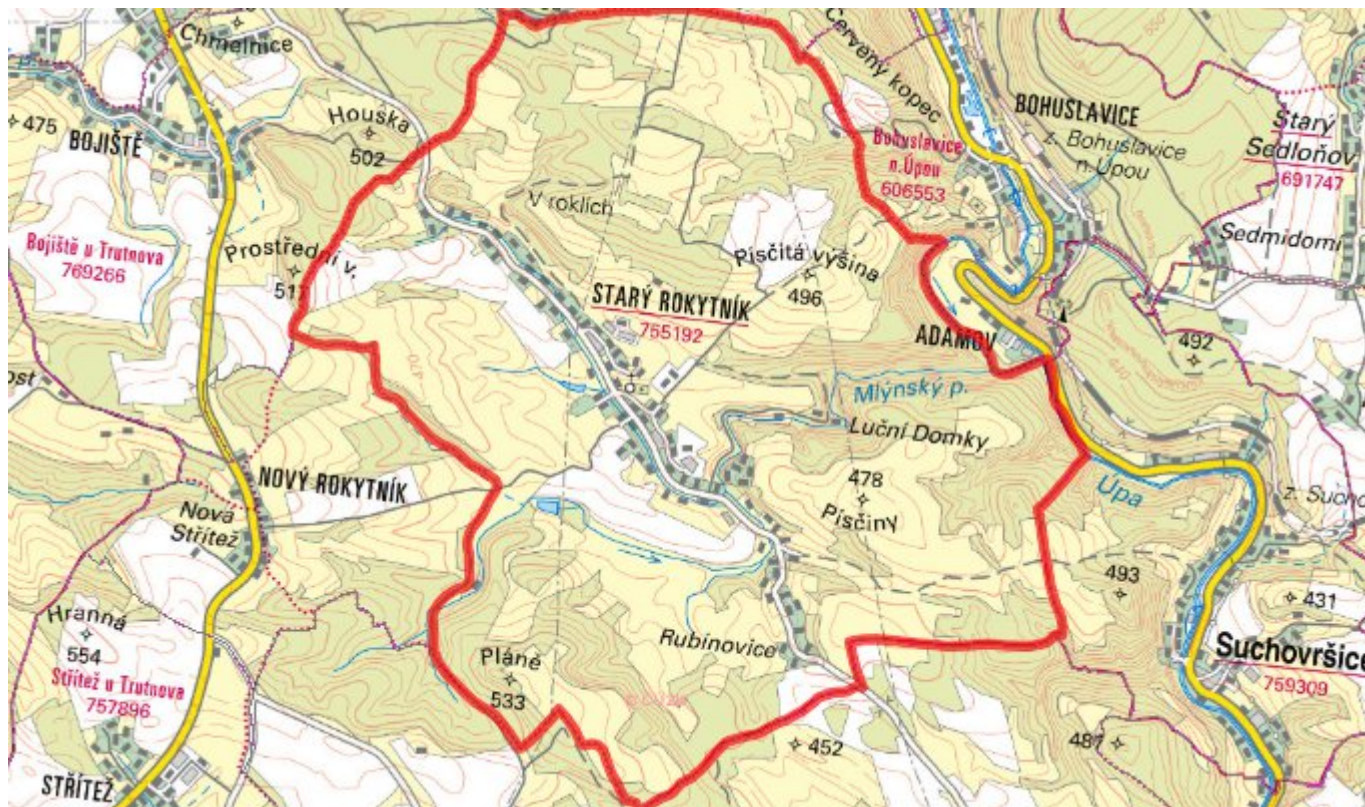 Chmelnice
Červený kopec
BOHUSLAVICE
z. Bohuslavice
n. Úpou
Starý
Sedloňov
691747
Houška
502
475
BOJIŠTĚ
Bohuslavice
n. Úpou
606553
V roklích
Sedmidomí
Bojiště u Trutnova
769266
Prostřední v.
Písčitá výšina
496
STARÝ ROKYTNÍK
755192
ADAMOV
492
470
Mlýnský p.
Luční Domky
NOVÝ ROKYTNÍK
478
Písčiny
Úpa
Nová
Střítež
493
431
Hranná
554
Rubínovice
Suchovršice
759309
Pláně
533
Střítež u Trutnova
757896
452
487
STŘÍTEŽ